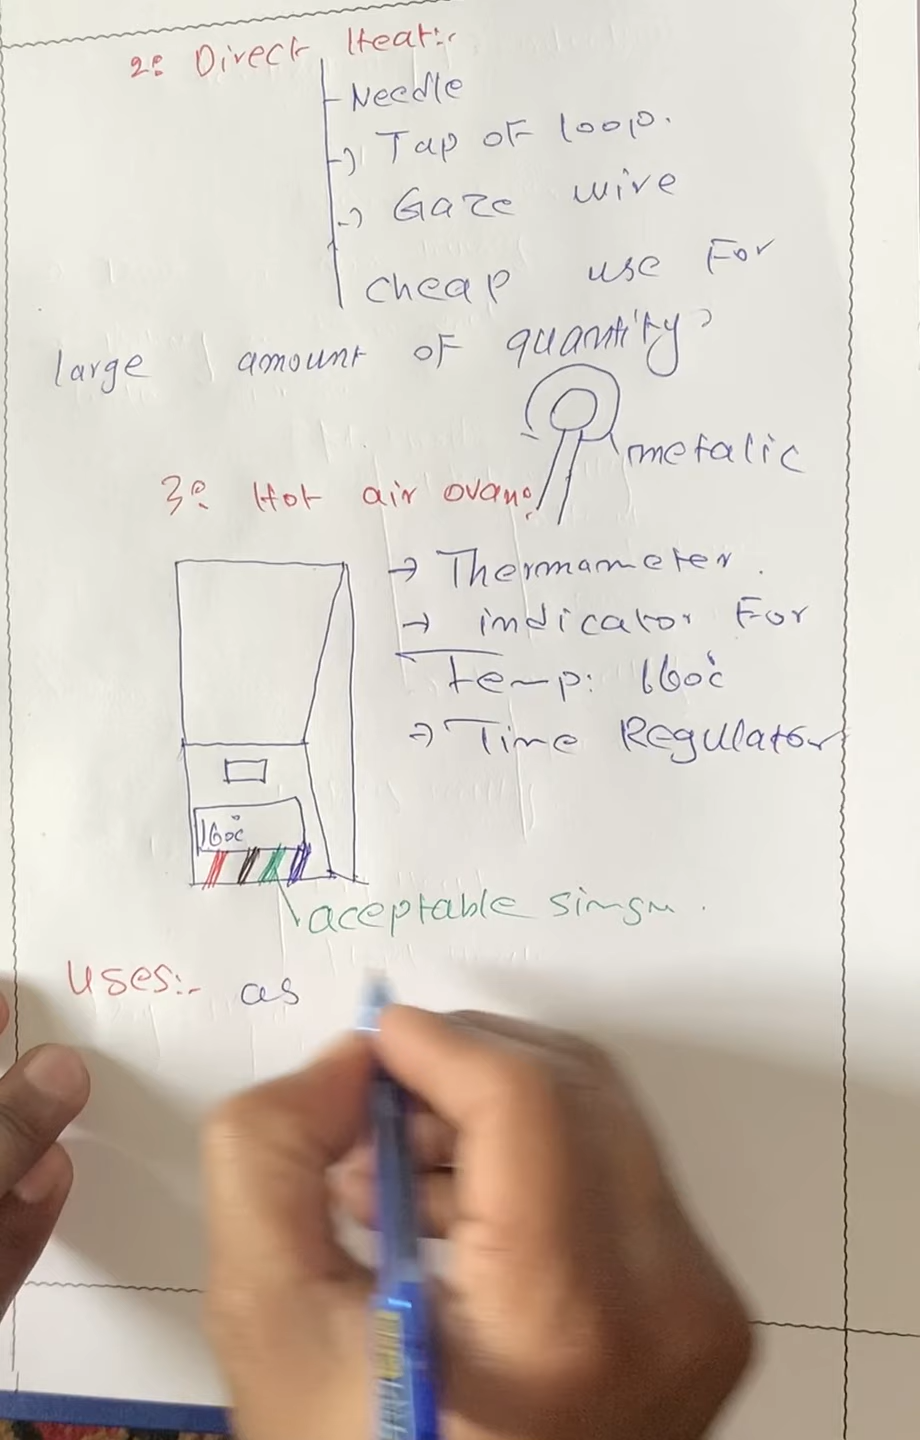 2: Direct Heat:-
Needle
→ Tap of loop.
→ Gaze wire
cheap use For
large amount of quantity
metalic
3: Hot air ovan:
→ Thermameter.
→ indicator For
temp: 160°c
→ Time Regulator
160°c
aceptable
Uses:- as